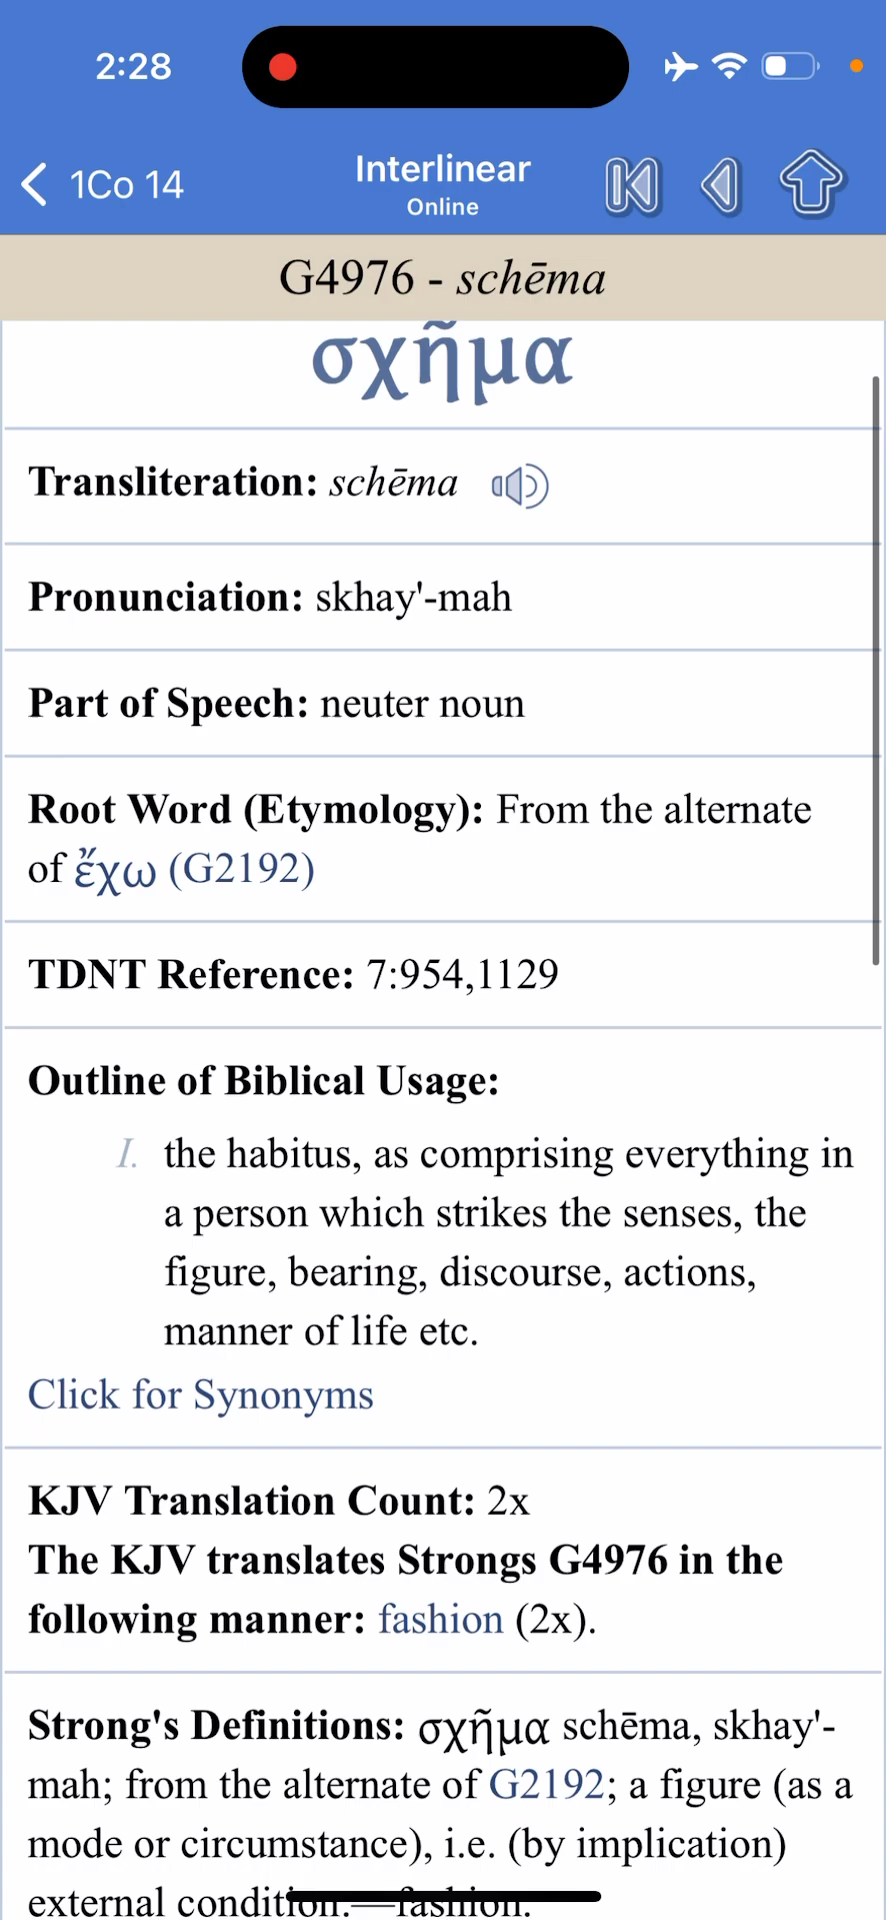 2:28
1Co 14
Interlinear
Online
G4976 - schēma
σχῆμα
Transliteration: schēma
Pronunciation: skhay'-mah
Part of Speech: neuter noun
Root Word (Etymology): From the alternate
of ἔχω (G2192)
TDNT Reference: 7:954,1129
Outline of Biblical Usage:
I. the habitus, as comprising everything in
a person which strikes the senses, the
figure, bearing, discourse, actions,
manner of life etc.
Click for Synonyms
KJV Translation Count: 2x
The KJV translates Strongs G4976 in the
following manner: fashion (2x).
Strong's Definitions: σχῆμα schēma, skhay'-
mah; from the alternate of G2192; a figure (as a
mode or circumstance), i.e. (by implication)
external condition:—fashion.